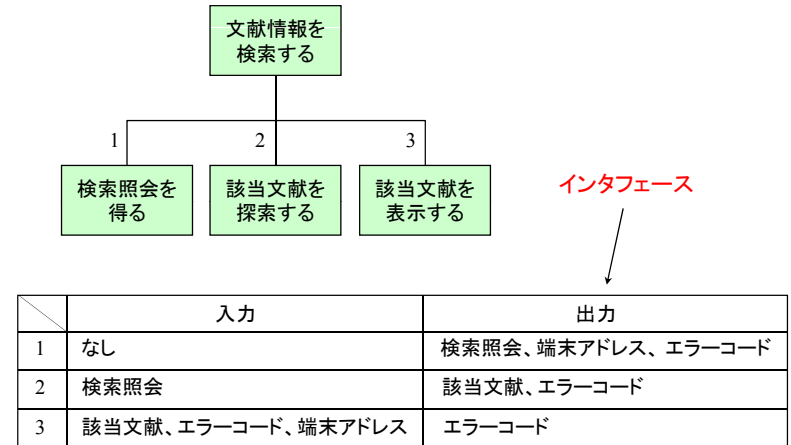 文献情報を
検索する
1
2
3
検索照会を
得る
該当文献を
探索する
該当文献を
表示する
インタフェース
入力
出力
1
なし
検索照会、端末アドレス、エラーコード
2
検索照会
該当文献、エラーコード
3
該当文献、エラーコード、端末アドレス
エラーコード